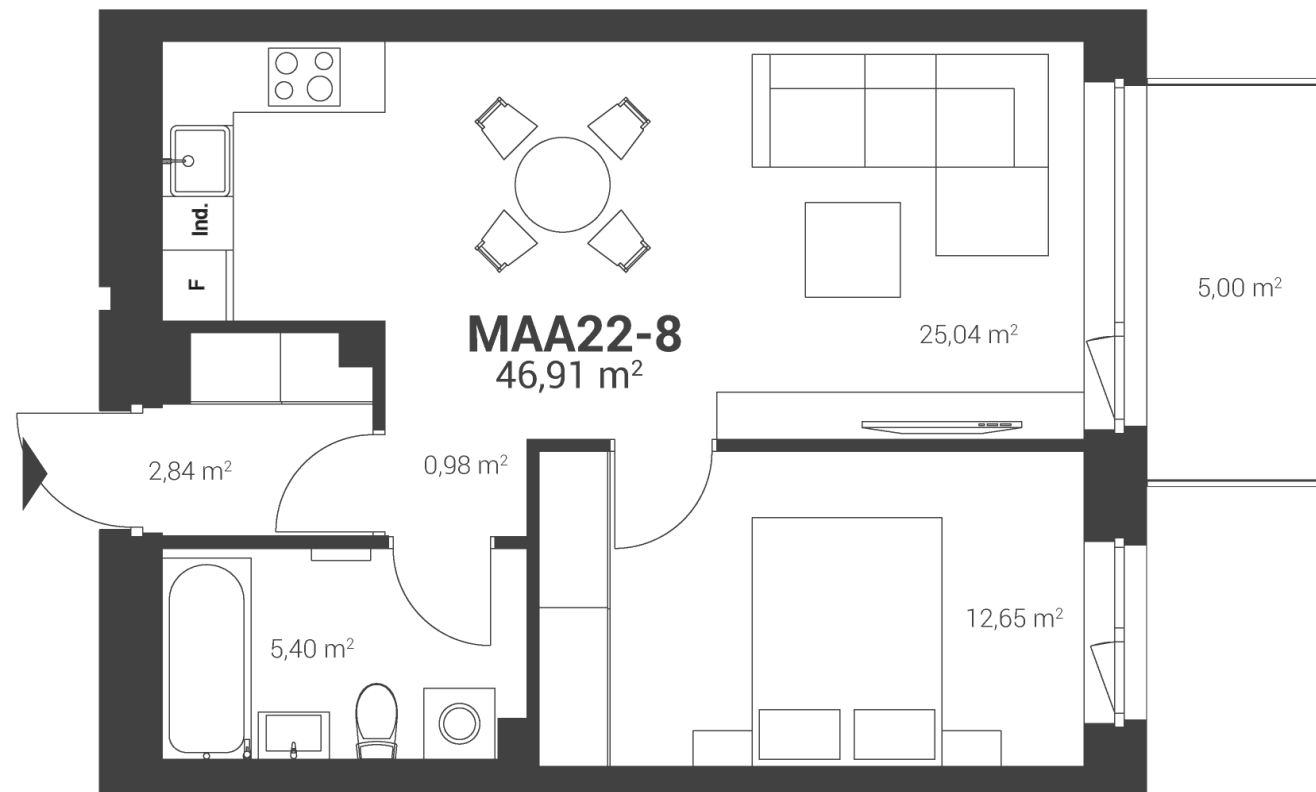 Ind.
F
MAA22-8
46,91 m²
25,04 m²
5,00 m²
2,84 m²
0,98 m²
5,40 m²
12,65 m²